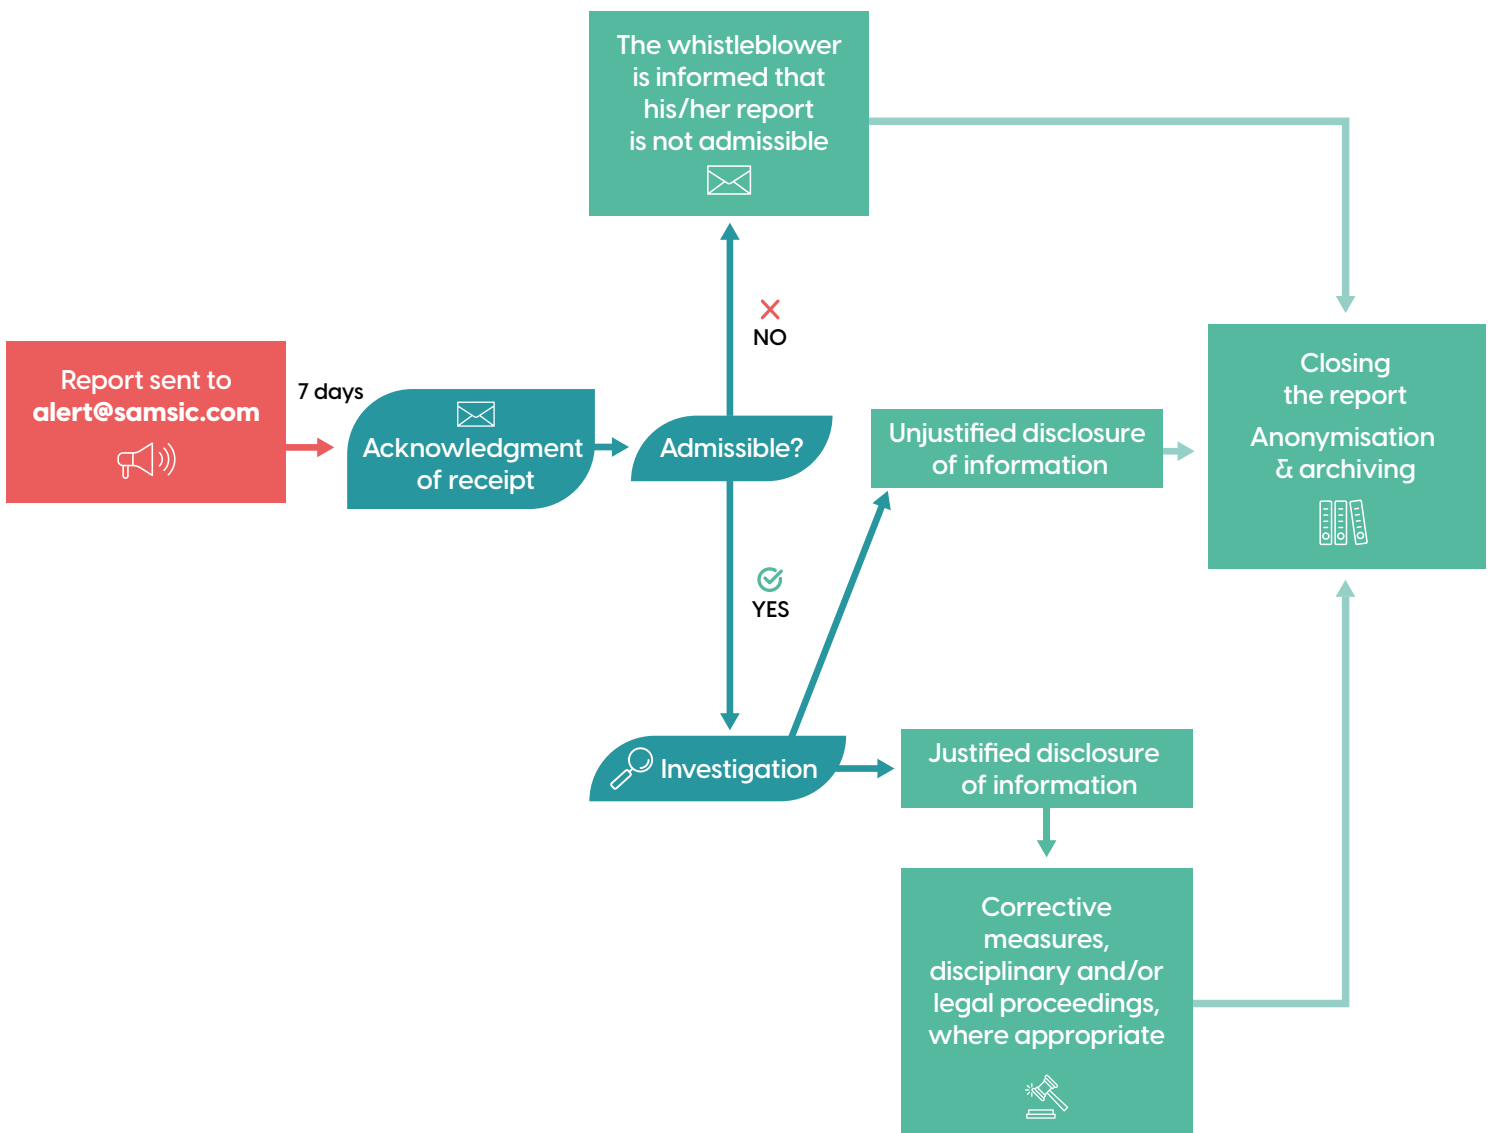 The whistleblower
is informed that
his/her report
is not admissible
NO
Report sent to
alert@samsic.com
7 days
Acknowledgment
of receipt
Admissible?
Unjustified disclosure
of information
Closing
the report
Anonymisation
& archiving
YES
Investigation
Justified disclosure
of information
Corrective
measures,
disciplinary and/or
legal proceedings,
where appropriate